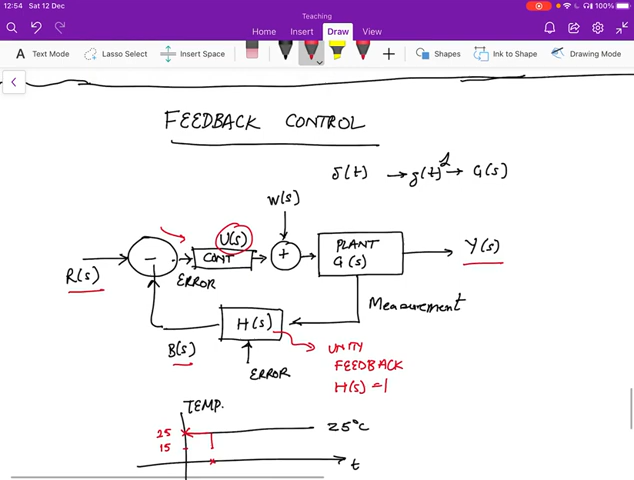 12:54 Sat 12 Dec
Teaching
100%
Home Insert Draw View
Text Mode
Lasso Select
Insert Space
Shapes
Ink to Shape
Drawing Mode
FEEDBACK CONTROL
δ(t) → g(t) → G(s)
W(s)
U(s)
R(s)
−
CONT
+
PLANT
G(s)
Y(s)
ERROR
Measurement
H(s)
B(s)
ERROR
UNITY
FEEDBACK
H(s) = 1
TEMP.
25
25°C
15
t